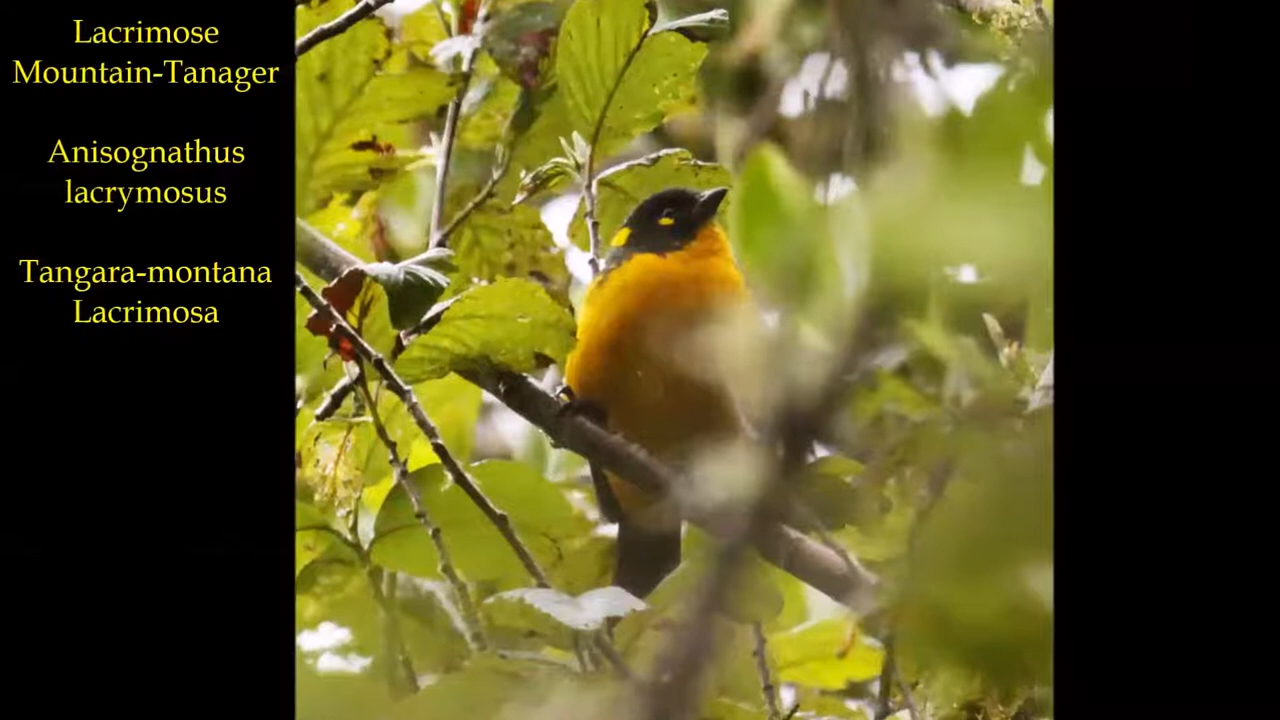 Lacrimose
Mountain-Tanager
Anisognathus
lacrymosus
Tangara-montana
Lacrimosa